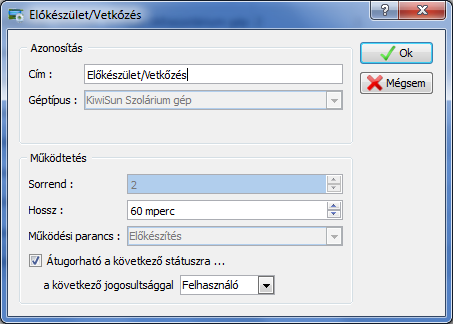 Előkészület/Vetkőzés
Azonosítás
Cím : Előkészület/Vetkőzés
Géptípus : KiwiSun Szolárium gép
Ok
Mégsem
Működtetés
Sorrend : 2
Hossz : 60 mperc
Működési parancs : Előkészítés
Átugorható a következő státuszra ...
a következő jogosultsággal Felhasználó